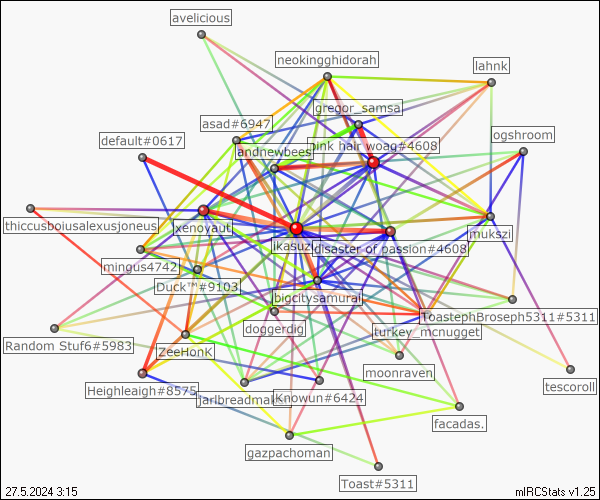 avelicious
neokingghidorah
lahnk
gregor_samsa
asad#6947
ogshroom
default#0617
andnewbees
pink hair woag#4608
thiccusboiusalexusjoneus
xenoyaut
mukszi
ikasuzi
disaster of passion#4608
mingus4742
Duck™#9103
bigcitysamurai
ToastephBroseph5311#5311
doggerdig
turkey_mcnugget
Random Stuf6#5983
ZeeHonK
moonraven
tescoroll
Heighleaigh#8575
jarlbreadmaker
Knowun#6424
facadas.
gazpachoman
Toast#5311
27.5.2024 3:15
mIRCStats v1.25